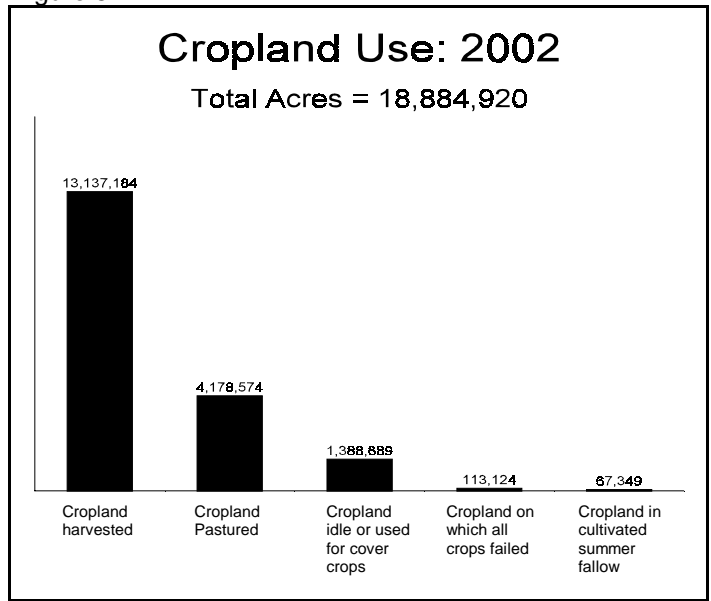 Cropland Use: 2002
Total Acres = 18,884,920
13,137,184
4,178,574
1,388,689
113,124
67,349
Cropland
harvested
Cropland
Pastured
Cropland
idle or used
for cover
crops
Cropland on
which all
crops failed
Cropland in
cultivated
summer
fallow